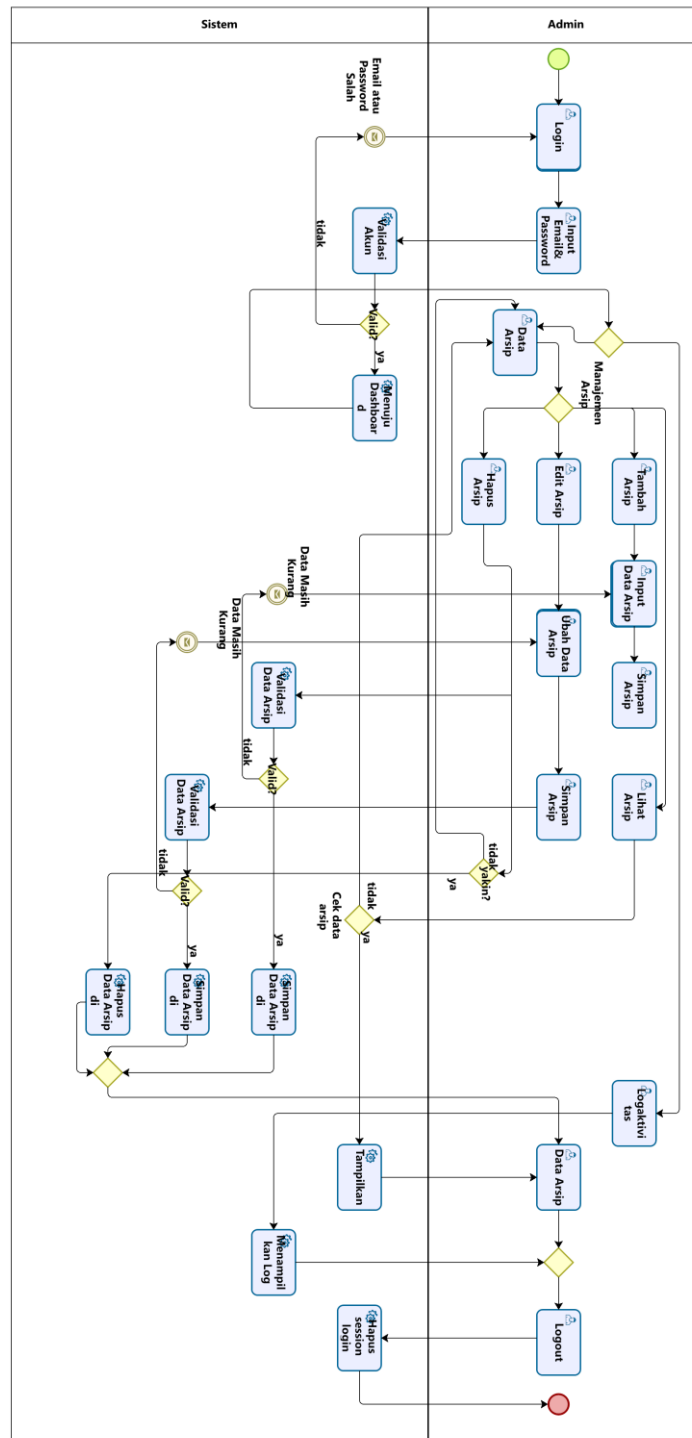 Sistem
Admin
Email atau
Password
Salah
Login
Input
Email&
Password
Validasi
Akun
tidak
Valid?
ya
Menuju
Dashboar
d
Data
Arsip
Manajemen
Arsip
Hapus
Arsip
Edit Arsip
Tambah
Arsip
Data Masih
Kurang
Input
Data Arsip
Data Masih
Kurang
Ubah Data
Arsip
Simpan
Arsip
Validasi
Data Arsip
tidak
Valid?
Validasi
Data Arsip
Simpan
Arsip
Lihat
Arsip
tidak
Valid?
ya
tidak
yakin?
ya
tidak
ya
Cek data
arsip
ya
Hapus
Data Arsip
di
Simpan
Data Arsip
di
Simpan
Data Arsip
di
Logaktivi
tas
Tampilkan
Data Arsip
Menampil
kan Log
Hapus
session
login
Logout